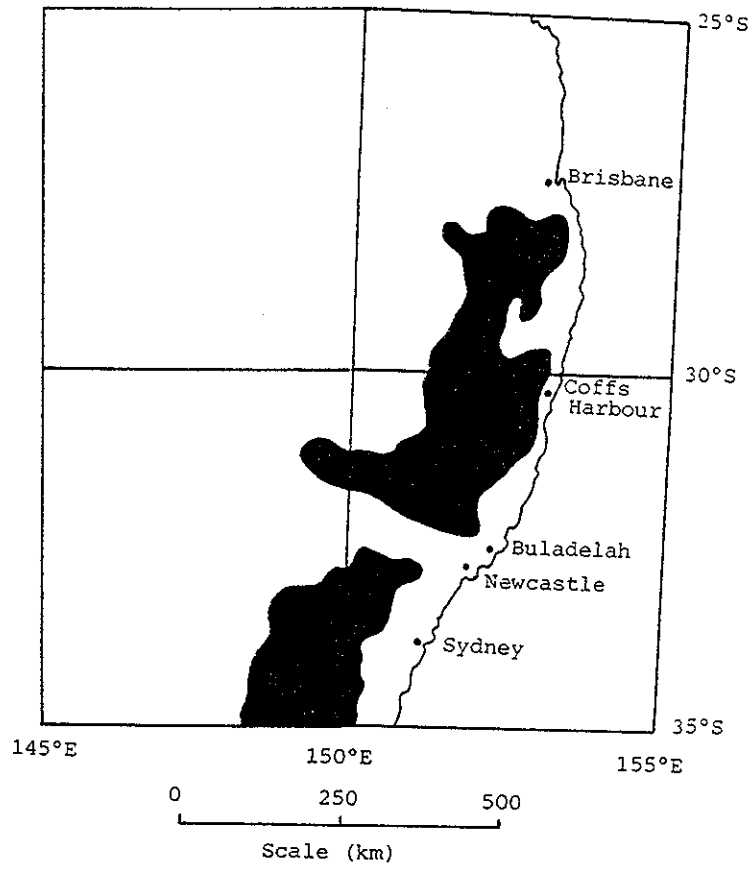 25°S
Brisbane
30°S
Coffs
Harbour
Buladelah
Newcastle
Sydney
35°S
145°E
150°E
155°E
0
250
500
Scale (km)